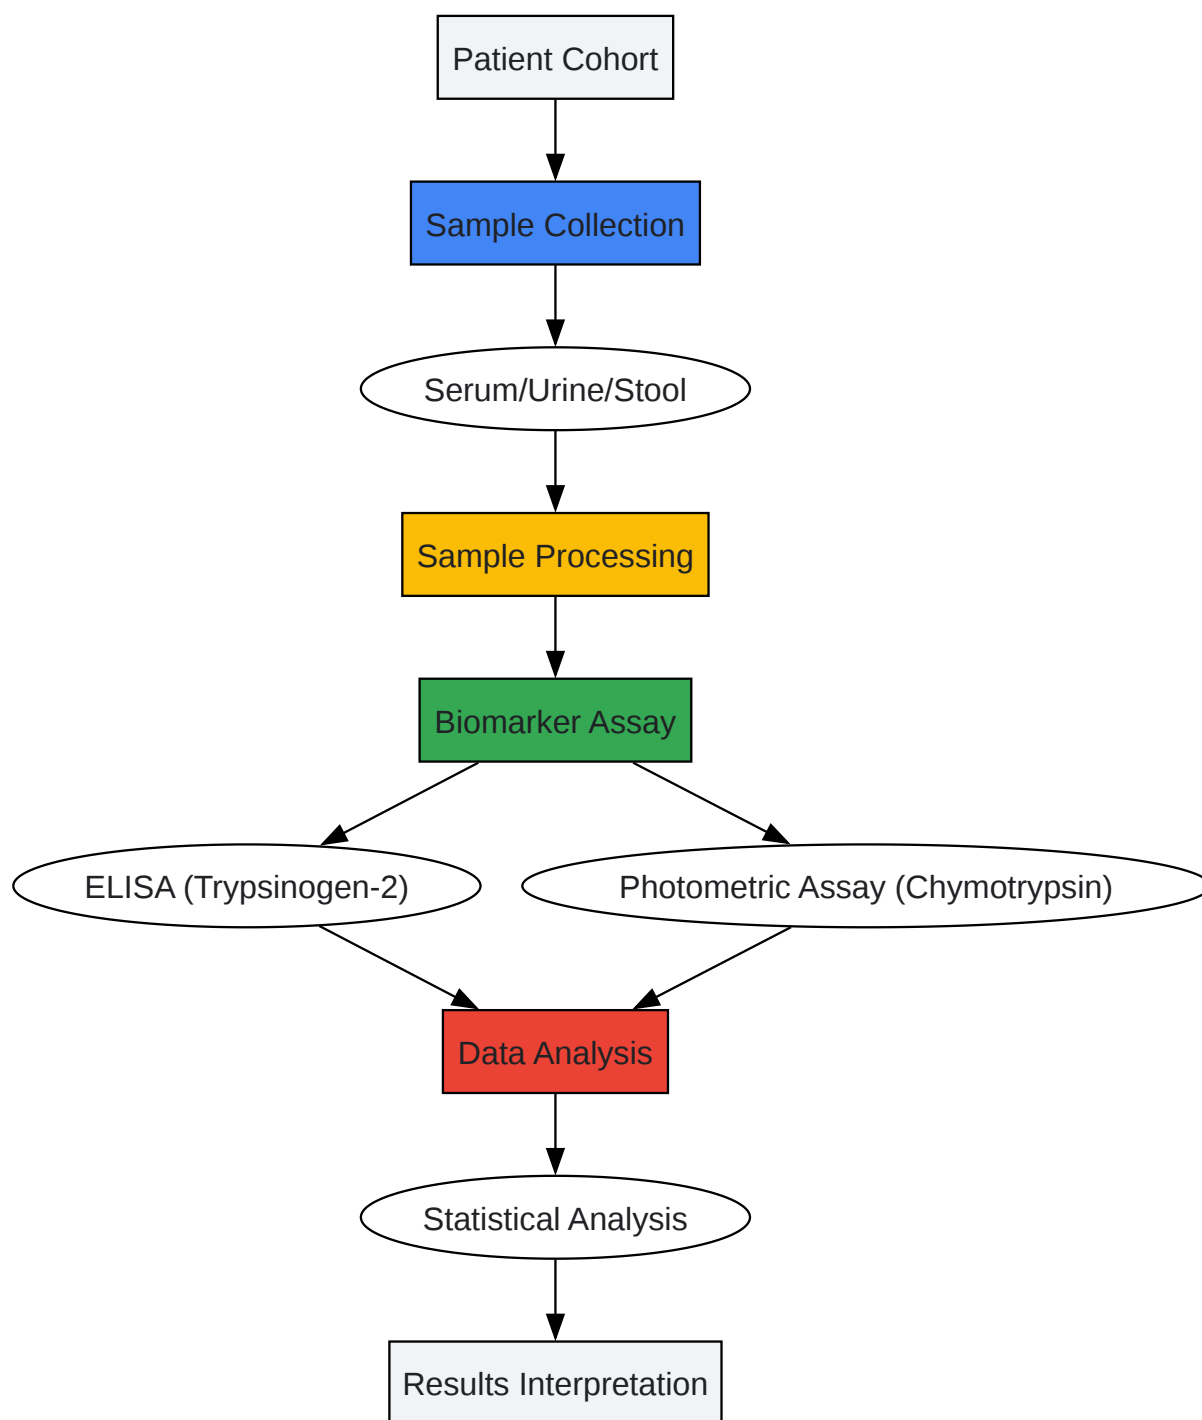 Patient Cohort
Sample Collection
Serum/Urine/Stool
Sample Processing
Biomarker Assay
ELISA (Trypsinogen-2)
Photometric Assay (Chymotrypsin)
Data Analysis
Statistical Analysis
Results Interpretation